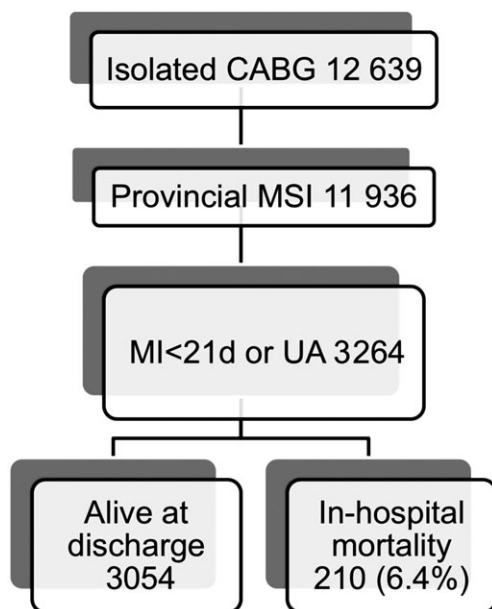 Isolated CABG 12 639
Provincial MSI 11 936
MI<21d or UA 3264
Alive at
discharge
3054
In-hospital
mortality
210 (6.4%)